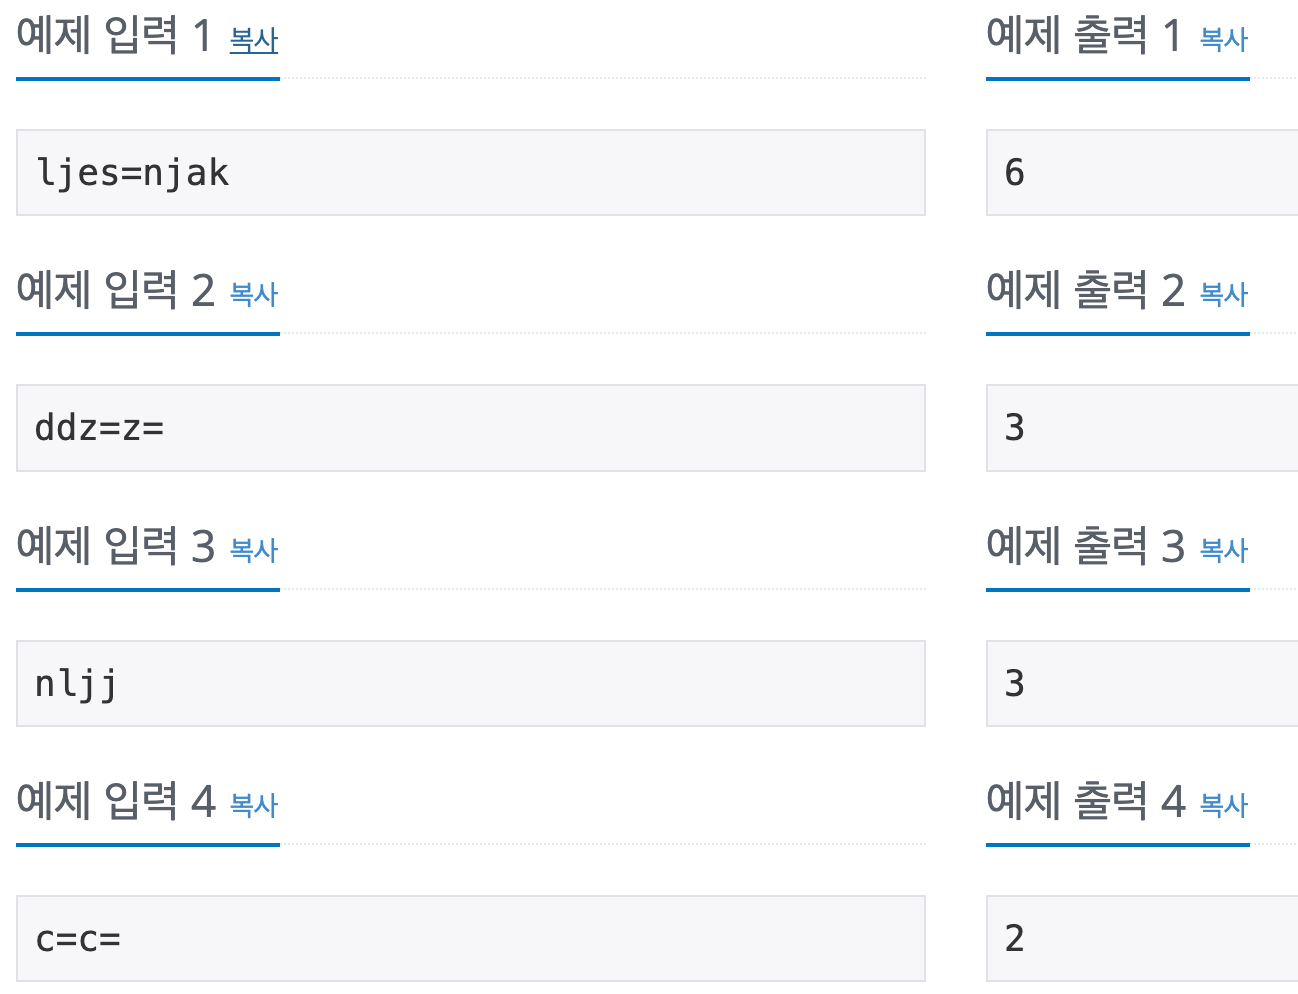 예제 입력 1 복사
예제 출력 1 복사
ljes=njak
6
예제 입력 2 복사
예제 출력 2 복사
ddz=z=
3
예제 입력 3 복사
예제 출력 3 복사
nljj
3
예제 입력 4 복사
예제 출력 4 복사
c=c=
2